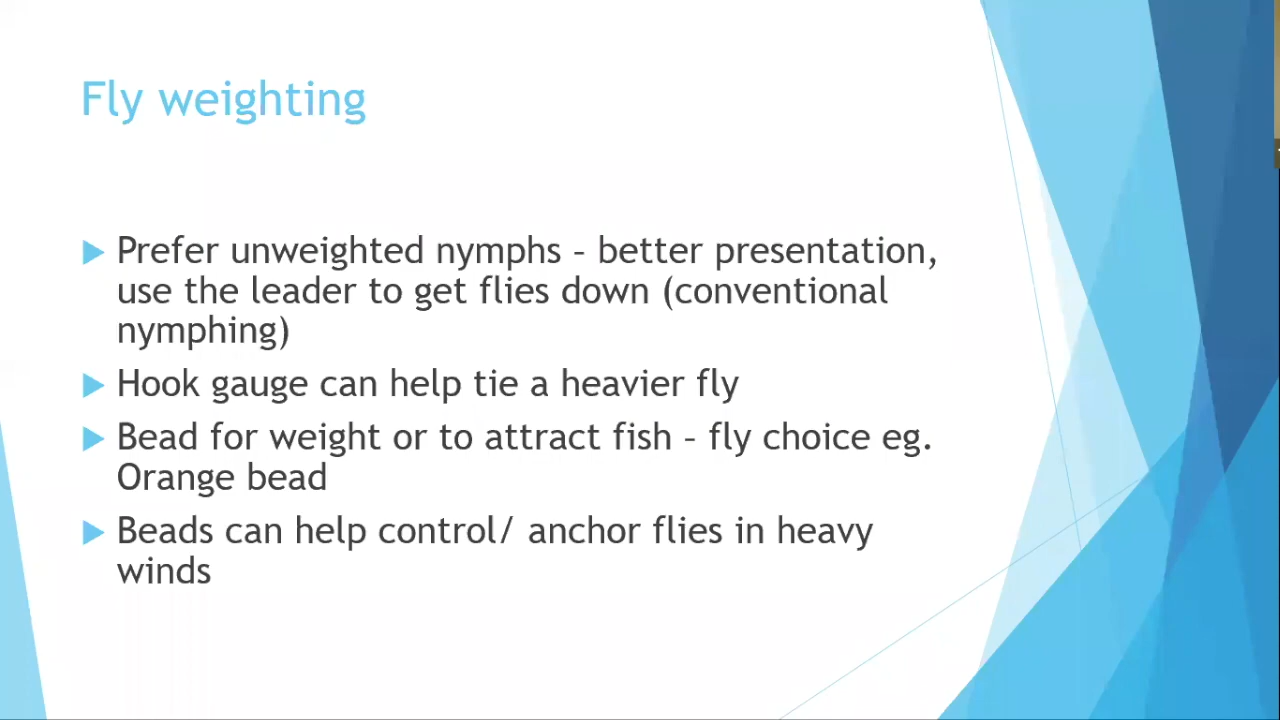 Fly weighting
Prefer unweighted nymphs – better presentation,
use the leader to get flies down (conventional
nymphing)
Hook gauge can help tie a heavier fly
Bead for weight or to attract fish – fly choice eg.
Orange bead
Beads can help control/ anchor flies in heavy
winds